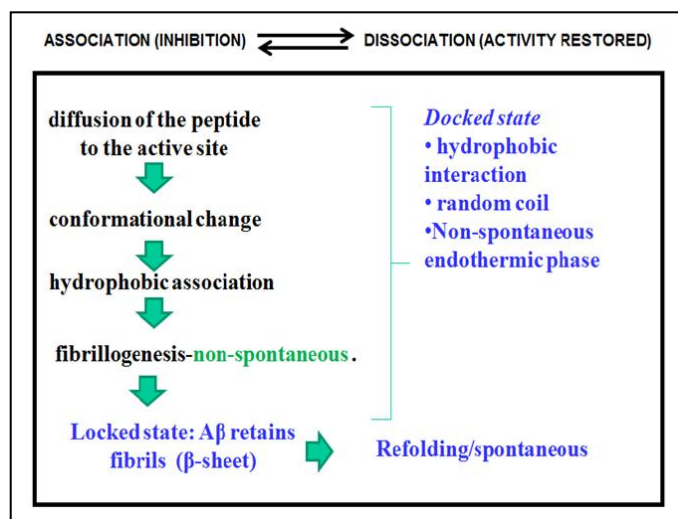 ASSOCIATION (INHIBITION) DISSOCIATION (ACTIVITY RESTORED)
diffusion of the peptide
to the active site
conformational change
hydrophobic association
fibrillogenesis-non-spontaneous.
Locked state: Aβ retains
fibrils (β-sheet)
Docked state
• hydrophobic
interaction
• random coil
•Non-spontaneous
endothermic phase
Refolding/spontaneous